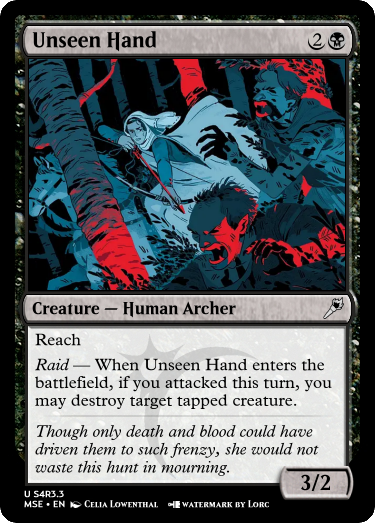 Unseen Hand
2
Creature — Human Archer
Reach
Raid — When Unseen Hand enters the
battlefield, if you attacked this turn, you
may destroy target tapped creature.
Though only death and blood could have
driven them to such frenzy, she would not
waste this hunt in mourning.
3/2
U S4R3.3
MSE • EN Celia Lowenthal watermark by Lorc